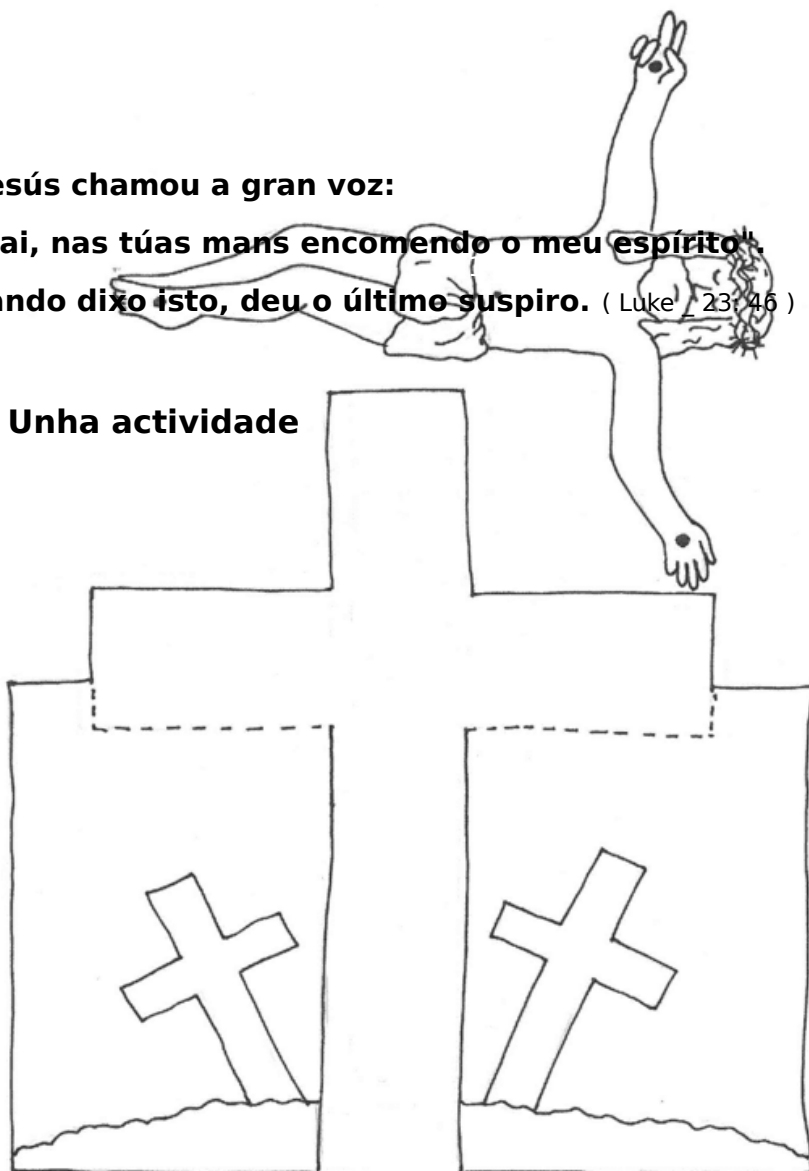 esús chamou a gran voz:
ai, nas túas mans encomendo o meu espírito".
ando dixo isto, deu o último suspiro. ( Luke _ 23: 46 )
Unha actividade